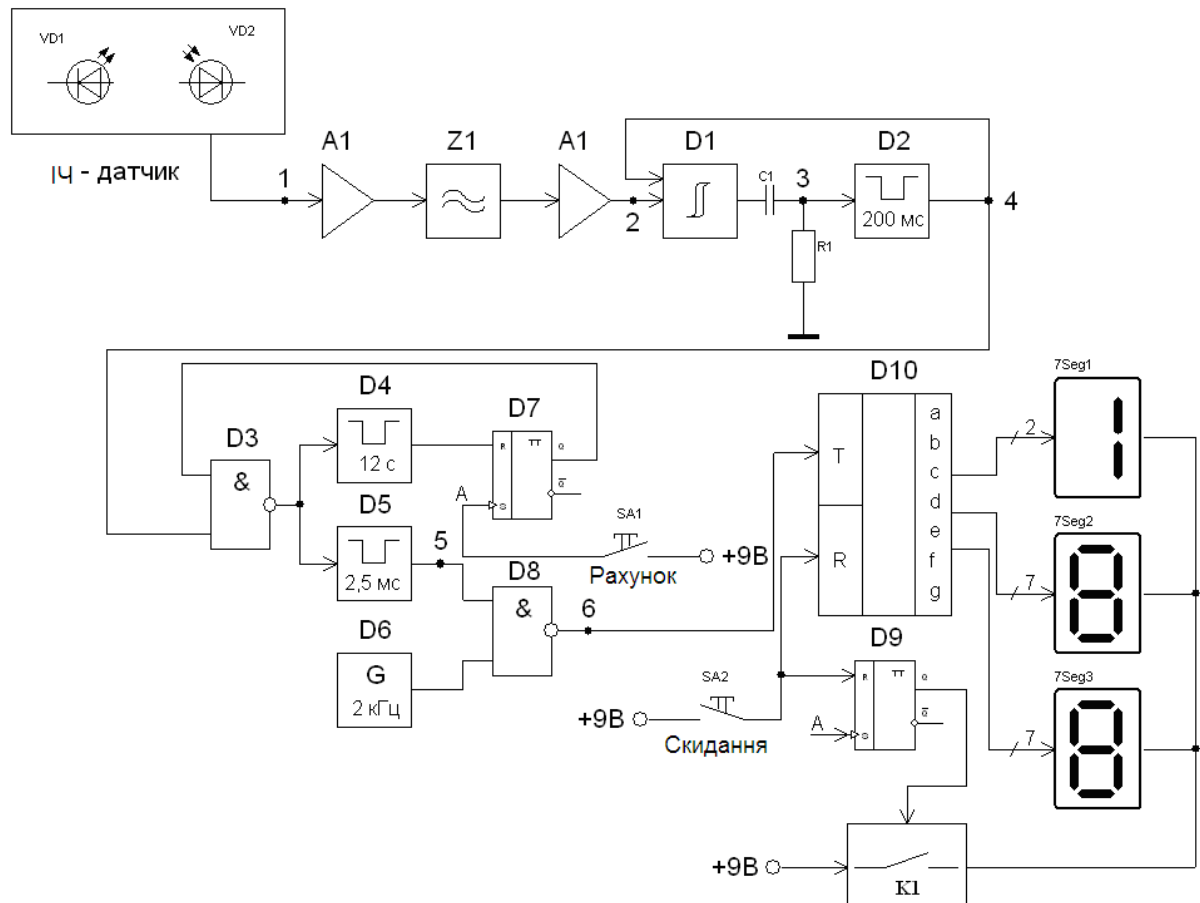 VD1
VD2
ІЧ - датчик
1
A1
Z1
A1
2
D1
C1
3
R1
D2
200 мс
4
D3
&
D4
12 с
D5
2,5 мс
5
D6
G
2 кГц
D7
R
TT
Q
A
G
Q
SA1
+9В
Рахунок
D8
&
6
D10
T
R
a
b
c
d
e
f
g
2
7
7
7Seg1
7Seg2
7Seg3
D9
R
TT
Q
A
G
Q
SA2
+9В
Скидання
+9В
К1